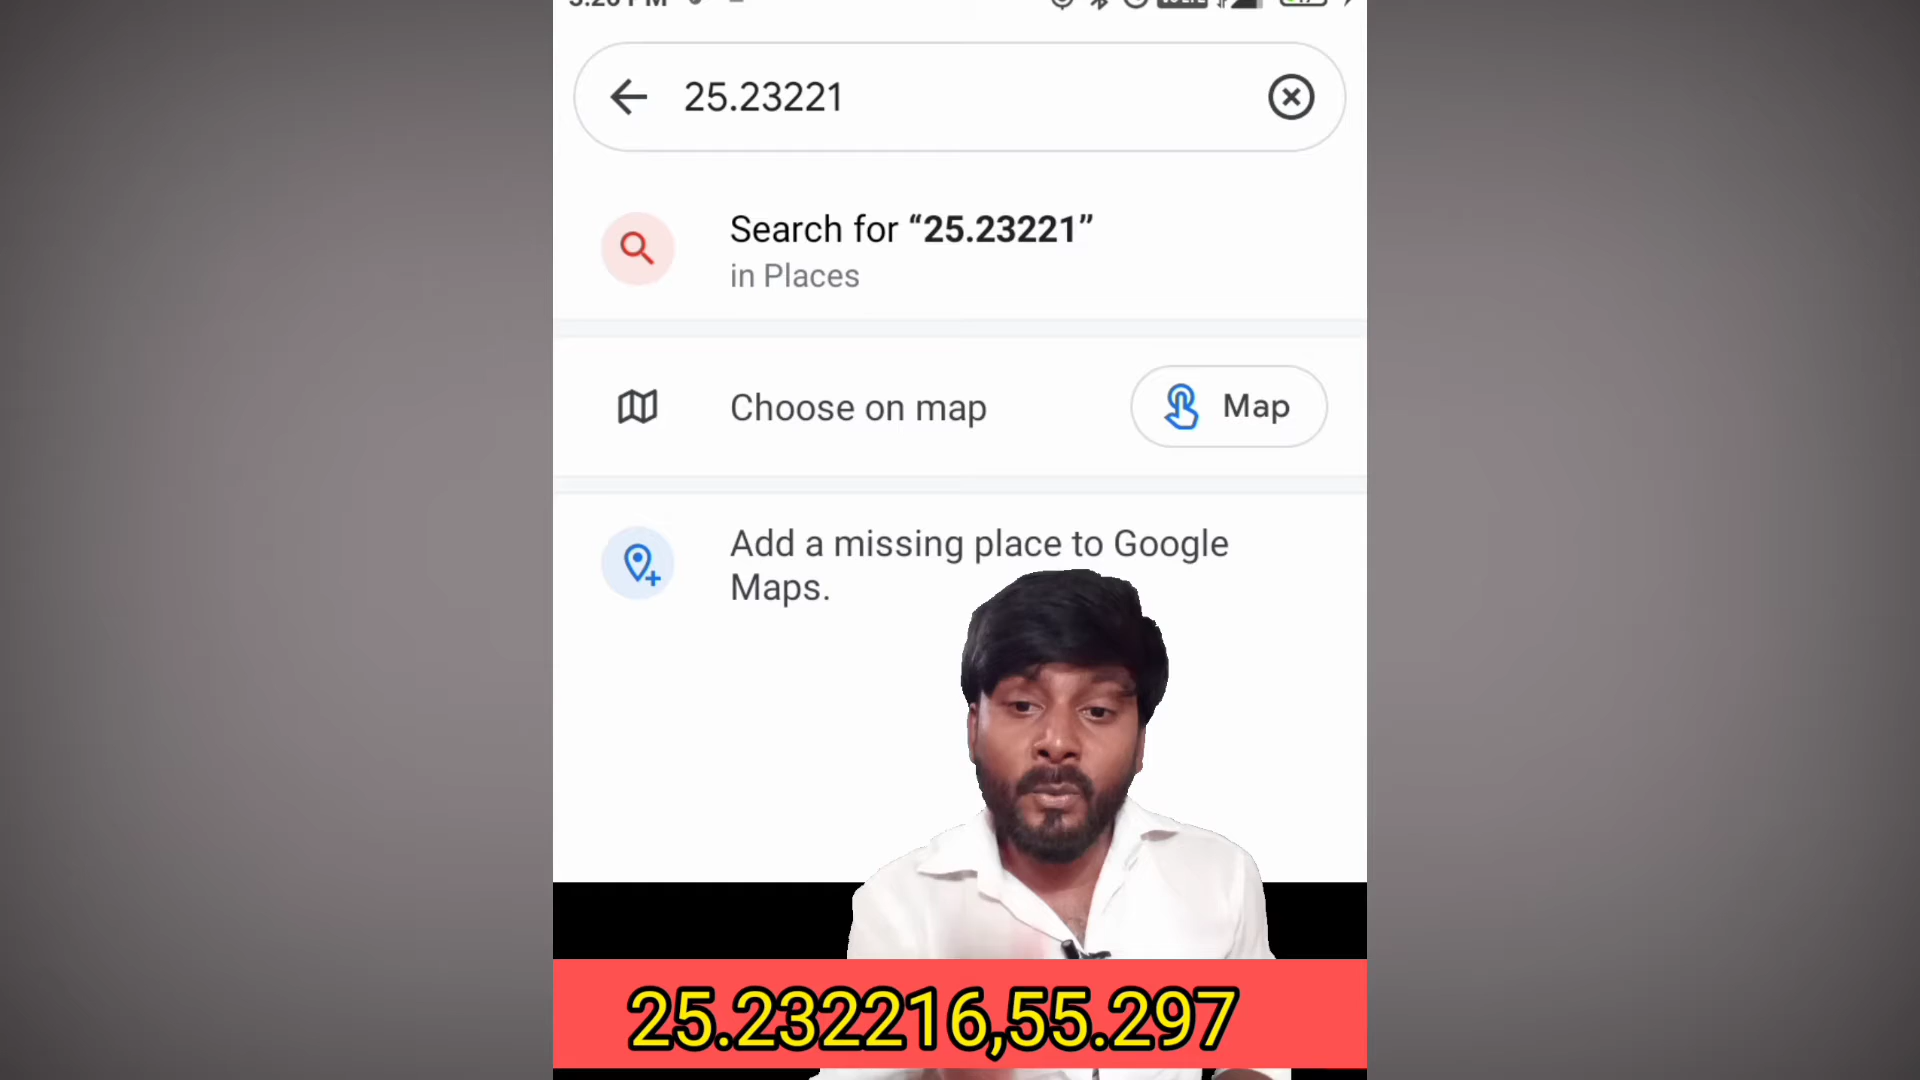 25.23221
Search for “25.23221”
in Places
Choose on map
Map
Add a missing place to Google
Maps.
25.232216,55.297